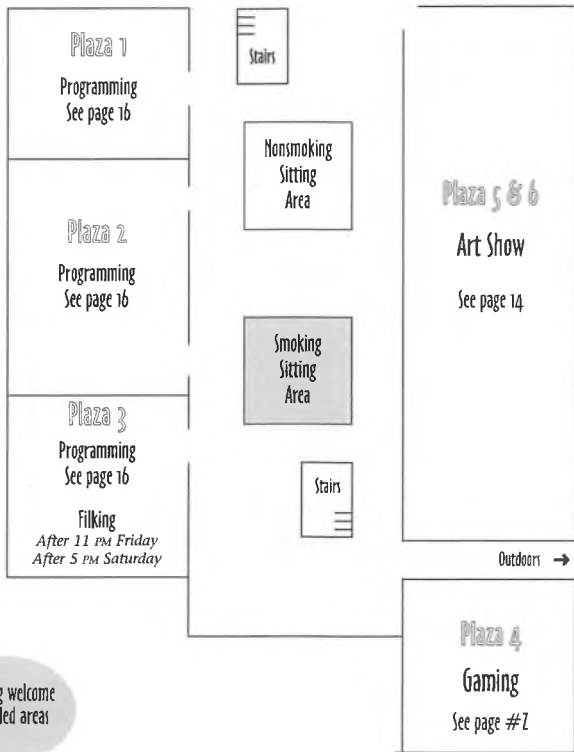 Plaza 1
Programming
See page 16
Stairs
Nonsmoking
Sitting
Area
Plaza 2
Programming
See page 16
Plaza 5 & 6
Art Show
See page 14
Smoking
Sitting
Area
Plaza 3
Programming
See page 16
Filking
After 11 PM Friday
After 5 PM Saturday
Stairs
Outdoors →
Plaza 4
Gaming
See page #Z
welcome
areas